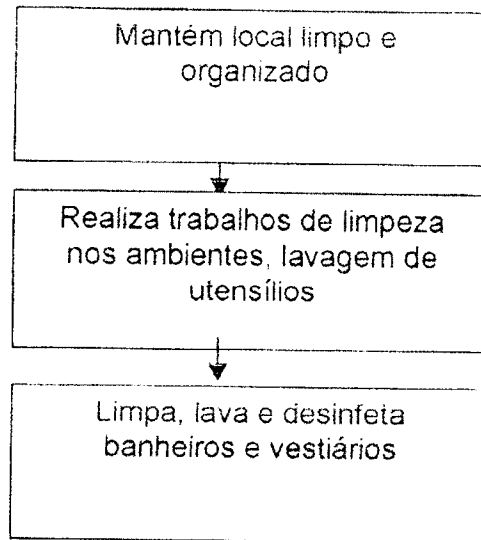 Mantém local limpo e
organizado
Realiza trabalhos de limpeza
nos ambientes, lavagem de
utensílios
Limpa, lava e desinfeta
banheiros e vestiários